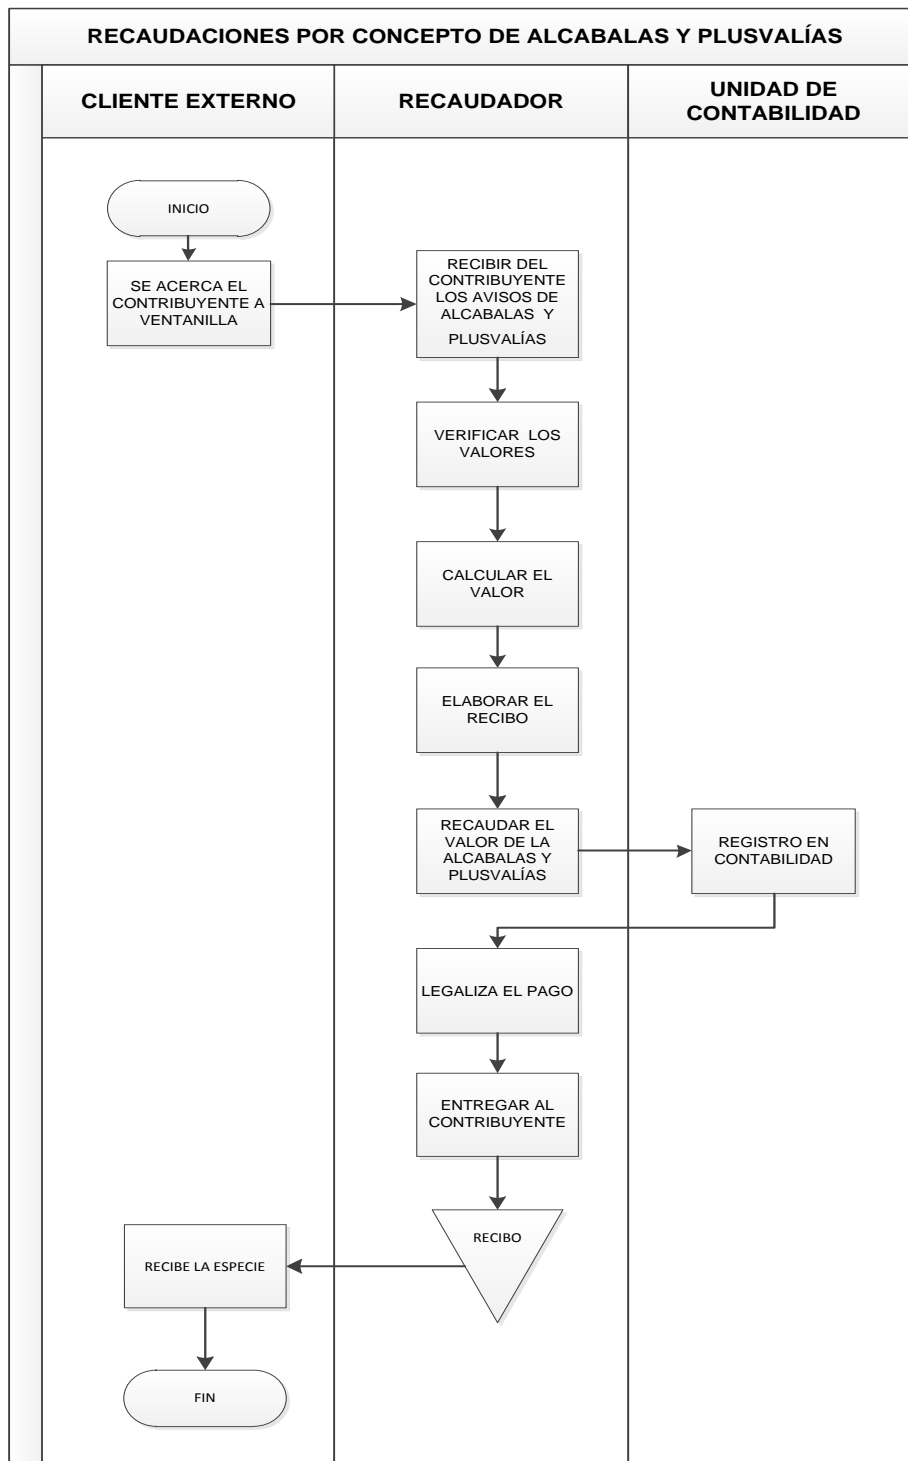 RECAUDACIONES POR CONCEPTO DE ALCABALAS Y PLUSVALÍAS
CLIENTE EXTERNO
RECAUDADOR
UNIDAD DE
CONTABILIDAD
INICIO
SE ACERCA EL
CONTRIBUYENTE A
VENTANILLA
RECIBIR DEL
CONTRIBUYENTE
LOS AVISOS DE
ALCABALAS Y
PLUSVALÍAS
VERIFICAR LOS
VALORES
CALCULAR EL
VALOR
ELABORAR EL
RECIBO
RECAUDAR EL
VALOR DE LA
ALCABALAS Y
PLUSVALÍAS
REGISTRO EN
CONTABILIDAD
LEGALIZA EL PAGO
ENTREGAR AL
CONTRIBUYENTE
RECIBO
RECIBE LA ESPECIE
FIN